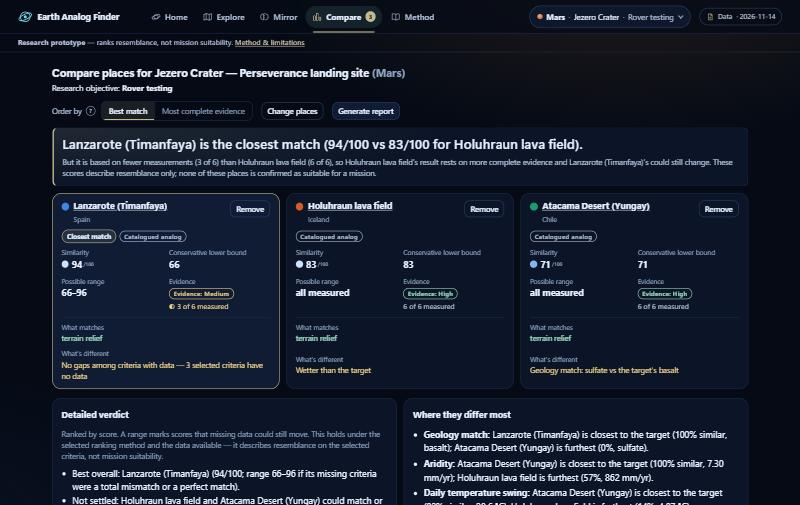 Earth Analog Finder
Home
Explore
Mirror
Compare 3
Method
Mars · Jezero Crater · Rover testing
Data · 2026-11-14
Research prototype — ranks resemblance, not mission suitability. Method & limitations
Compare places for Jezero Crater — Perseverance landing site (Mars)
Research objective: Rover testing
Order by ? Best match Most complete evidence Change places Generate report
Lanzarote (Timanfaya) is the closest match (94/100 vs 83/100 for Holuhraun lava field).
But it is based on fewer measurements (3 of 6) than Holuhraun lava field (6 of 6), so Holuhraun lava field's result rests on more complete evidence and Lanzarote (Timanfaya)'s could still change. These
scores describe resemblance only; none of these places is confirmed as suitable for a mission.
Lanzarote (Timanfaya)
Remove
Spain
Closest match Catalogued analog
Similarity
Conservative lower bound
94 /100
66
Possible range
Evidence
66–96
Evidence: Medium
3 of 6 measured
What matches
terrain relief
What's different
No gaps among criteria with data — 3 selected criteria have
no data
Holuhraun lava field
Remove
Iceland
Catalogued analog
Similarity
Conservative lower bound
83 /100
83
Possible range
Evidence
all measured
Evidence: High
6 of 6 measured
What matches
terrain relief
What's different
Wetter than the target
Atacama Desert (Yungay)
Remove
Chile
Catalogued analog
Similarity
Conservative lower bound
71 /100
71
Possible range
Evidence
all measured
Evidence: High
6 of 6 measured
What matches
terrain relief
What's different
Geology match: sulfate vs the target's basalt
Detailed verdict
Ranked by score. A range marks scores that missing data could still move. This holds under the
selected ranking method and the data available — it describes resemblance on the selected
criteria, not mission suitability.
• Best overall: Lanzarote (Timanfaya) (94/100; range 66–96 if its missing criteria
were a total mismatch or a perfect match).
• Not settled: Holuhraun lava field and Atacama Desert (Yungay) could match or
Where they differ most
• Geology match: Lanzarote (Timanfaya) is closest to the target (100% similar,
basalt); Atacama Desert (Yungay) is furthest (0%, sulfate).
• Aridity: Atacama Desert (Yungay) is closest to the target (100% similar, 7.30
mm/yr); Holuhraun lava field is furthest (57%, 862 mm/yr).
• Daily temperature swing: Atacama Desert (Yungay) is closest to the target